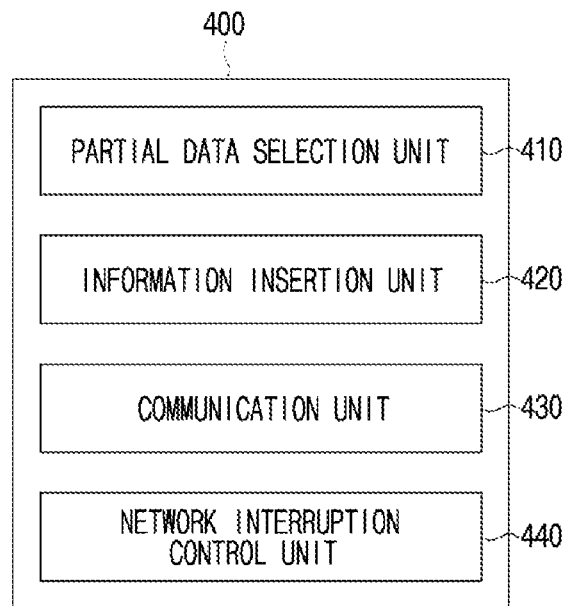 400
PARTIAL DATA SELECTION UNIT
410
INFORMATION INSERTION UNIT
420
COMMUNICATION UNIT
430
NETWORK INTERRUPTION
CONTROL UNIT
440